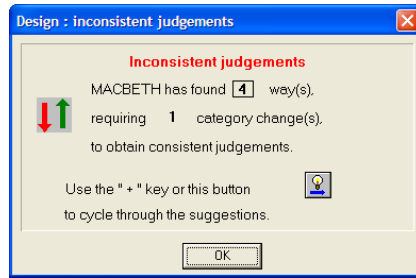 Design : inconsistent judgements
Inconsistent judgements
MACBETH has found 4 way(s),
requiring 1 category change(s),
to obtain consistent judgements.
Use the " + " key or this button
to cycle through the suggestions.
OK